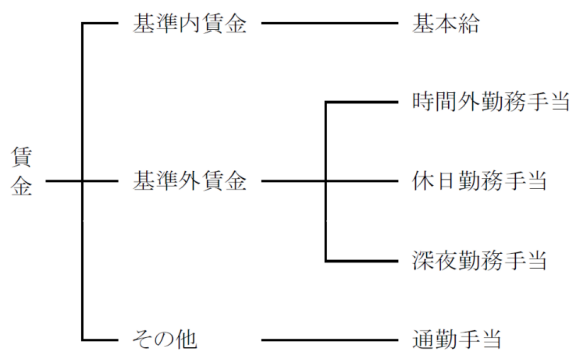 賃金
基準内賃金
基本給
基準外賃金
時間外勤務手当
休日勤務手当
深夜勤務手当
その他
通勤手当